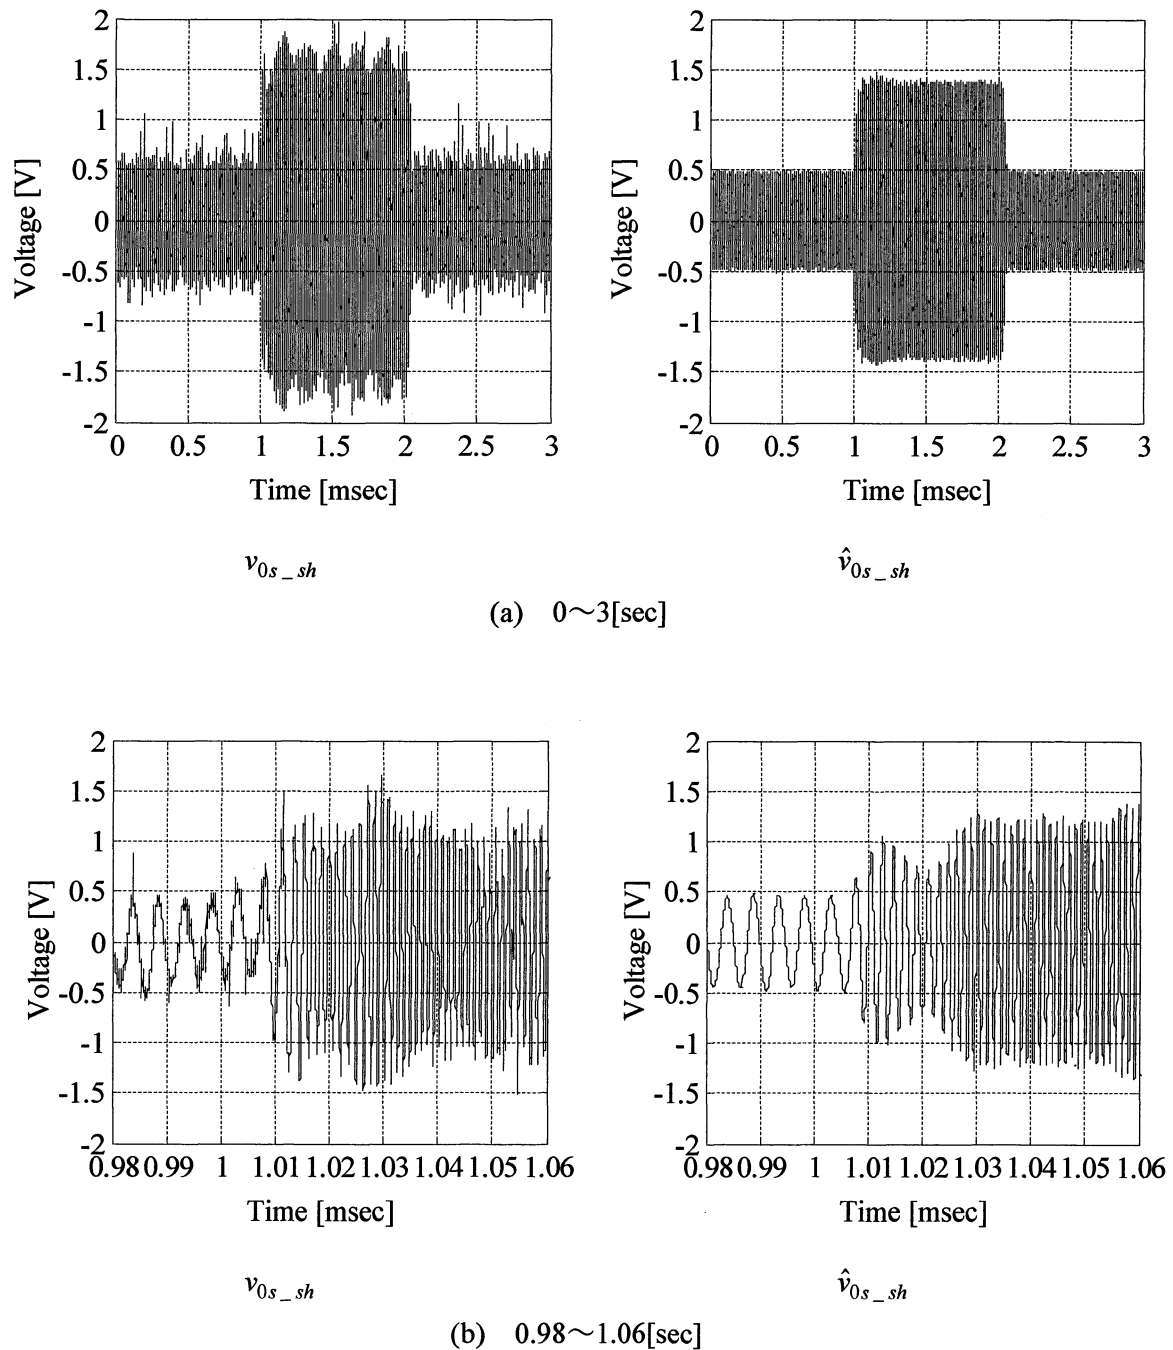 2 2
1.5 1.5
1 1
0.5 0.5
0 0
-0.5 -0.5
-1 -1
-1.5 -1.5
-2 -2
Voltage [V] Voltage [V]
0 0.5 1 1.5 2 2.5 3 0 0.5 1 1.5 2 2.5 3
Time [msec] Time [msec]
v0s_sh v̂0s_sh
(a) 0～3[sec]
2 2
1.5 1.5
1 1
0.5 0.5
0 0
-0.5 -0.5
-1 -1
-1.5 -1.5
-2 -2
Voltage [V] Voltage [V]
0.98 0.99 1 1.01 1.02 1.03 1.04 1.05 1.06 0.98 0.99 1 1.01 1.02 1.03 1.04 1.05 1.06
Time [msec] Time [msec]
v0s_sh v̂0s_sh
(b) 0.98～1.06[sec]